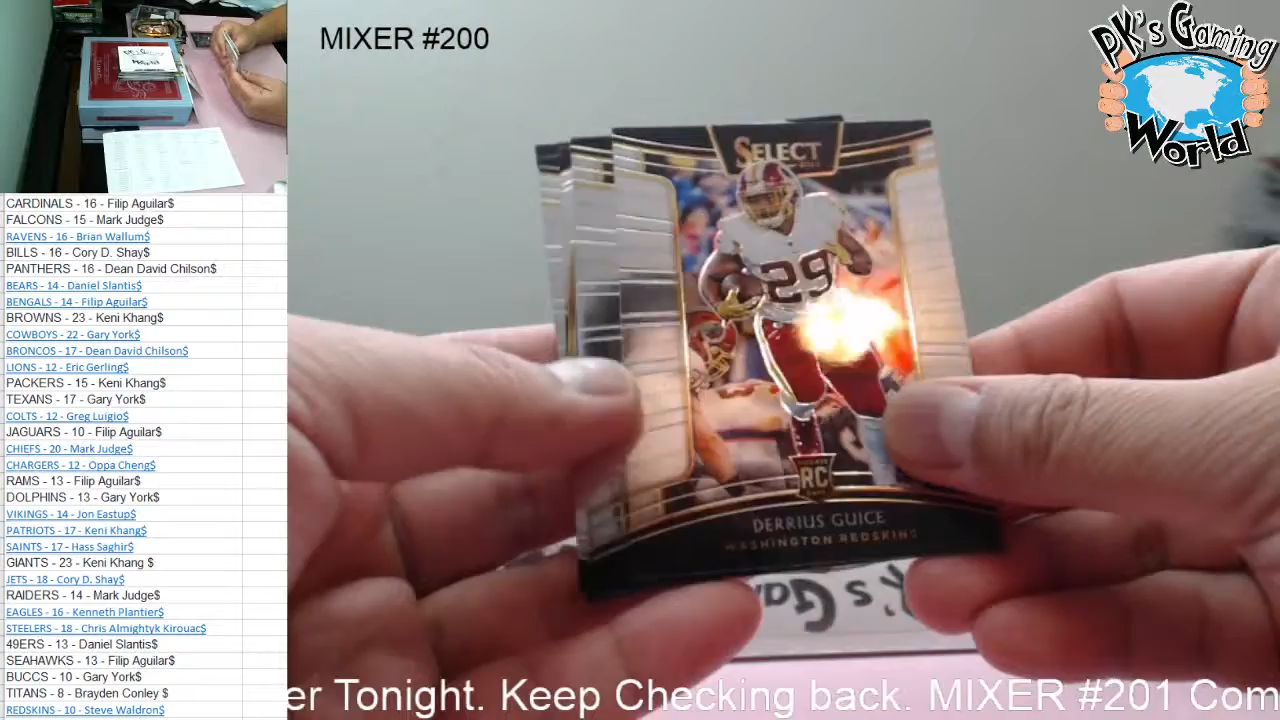 MIXER #200
PK's Gaming
World
CARDINALS - 16 - Filip Aguilar$
FALCONS - 15 - Mark Judge$
RAVENS - 16 - Brian Wallum$
BILLS - 16 - Cory D. Shay$
PANTHERS - 16 - Dean David Chilson$
BEARS - 14 - Daniel Slantis$
BENGALS - 14 - Filip Aguilar$
BROWNS - 23 - Keni Khang$
COWBOYS - 22 - Gary York$
BRONCOS - 17 - Dean David Chilson$
LIONS - 12 - Eric Gerling$
PACKERS - 15 - Keni Khang$
TEXANS - 17 - Gary York$
COLTS - 12 - Greg Luigio$
JAGUARS - 10 - Filip Aguilar$
CHIEFS - 20 - Mark Judge$
CHARGERS - 12 - Oppa Cheng$
RAMS - 13 - Filip Aguilar$
DOLPHINS - 13 - Gary York$
VIKINGS - 14 - Jon Eastup$
PATRIOTS - 17 - Keni Khang$
SAINTS - 17 - Hass Saghir$
GIANTS - 23 - Keni Khang $
JETS - 18 - Cory D. Shay$
RAIDERS - 14 - Mark Judge$
EAGLES - 16 - Kenneth Plantier$
STEELERS - 18 - Chris Almightyk Kirouac$
49ERS - 13 - Daniel Slantis$
SEAHAWKS - 13 - Filip Aguilar$
BUCCS - 10 - Gary York$
TITANS - 8 - Brayden Conley $
REDSKINS - 10 - Steve Waldron$
SELECT
29
RC
DERRIUS GUICE
WASHINGTON REDSKINS
PK's Ga
er Tonight. Keep Checking back. MIXER #201 Com